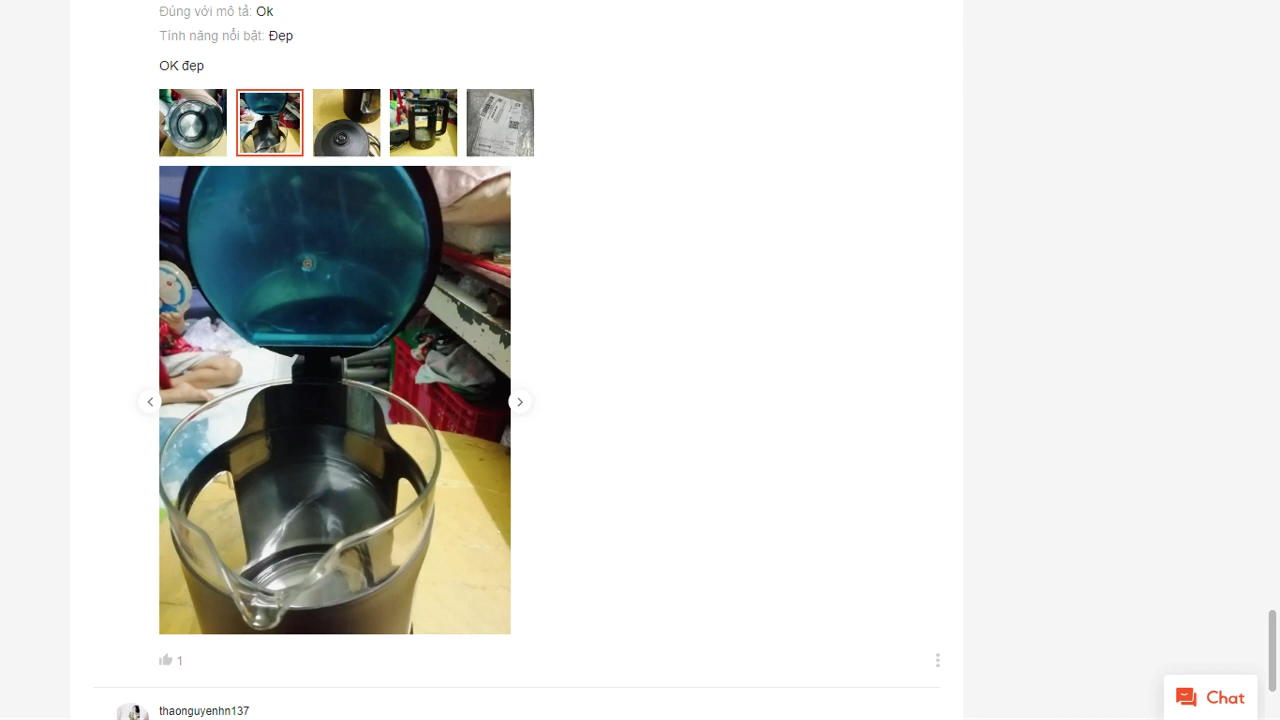 Đúng với mô tả: Ok
Tính năng nổi bật: Đẹp
OK đẹp
1
thaonguyenhn137
Chat